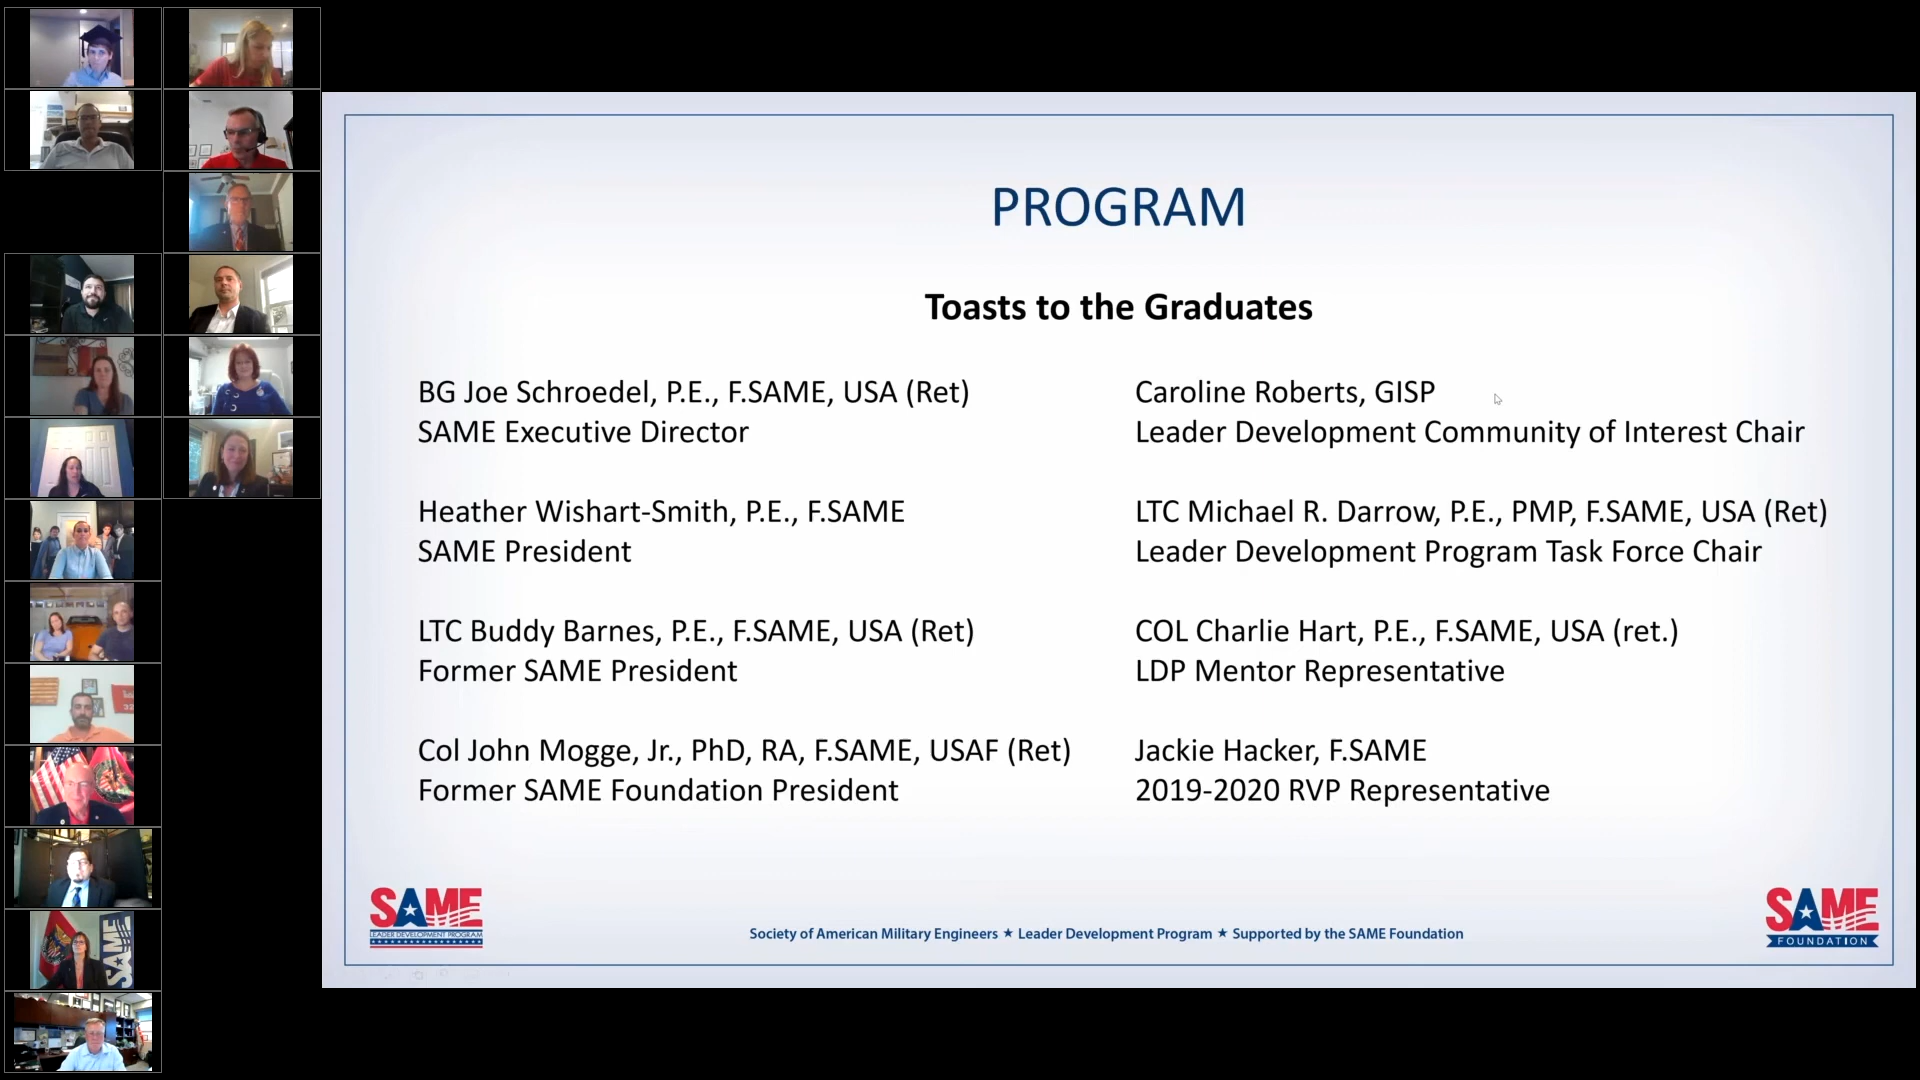 PROGRAM
Toasts to the Graduates
BG Joe Schroedel, P.E., F.SAME, USA (Ret)
SAME Executive Director
Heather Wishart-Smith, P.E., F.SAME
SAME President
LTC Buddy Barnes, P.E., F.SAME, USA (Ret)
Former SAME President
Col John Mogge, Jr., PhD, RA, F.SAME, USAF (Ret)
Former SAME Foundation President
Caroline Roberts, GISP
Leader Development Community of Interest Chair
LTC Michael R. Darrow, P.E., PMP, F.SAME, USA (Ret)
Leader Development Program Task Force Chair
COL Charlie Hart, P.E., F.SAME, USA (ret.)
LDP Mentor Representative
Jackie Hacker, F.SAME
2019-2020 RVP Representative
SAME
LEADER DEVELOPMENT PROGRAM
Society of American Military Engineers ★ Leader Development Program ★ Supported by the SAME Foundation
SAME
FOUNDATION
SAME